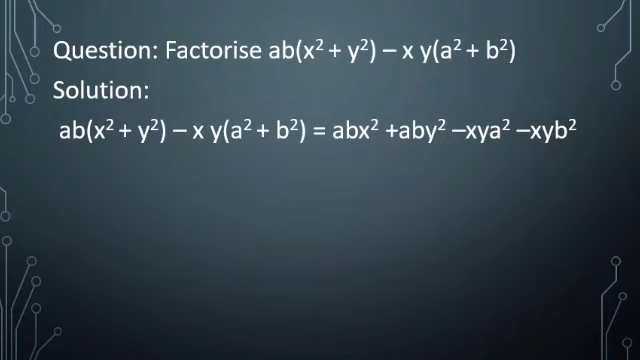 Question: Factorise ab(x² + y²) – x y(a² + b²)
Solution:
ab(x² + y²) – x y(a² + b²) = abx² +aby² –xya² –xyb²